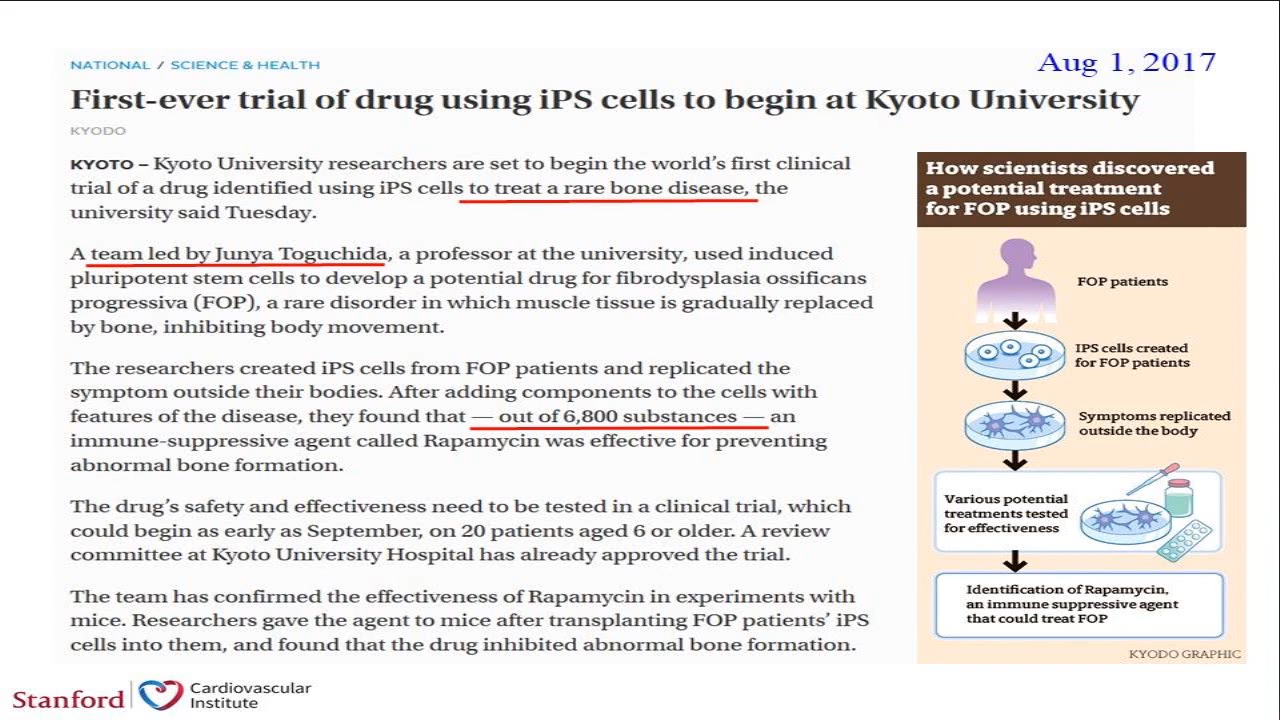 Aug 1, 2017
NATIONAL / SCIENCE & HEALTH
First-ever trial of drug using iPS cells to begin at Kyoto University
KYODO
KYOTO – Kyoto University researchers are set to begin the world's first clinical
trial of a drug identified using iPS cells to treat a rare bone disease, the
university said Tuesday.
A team led by Junya Toguchida, a professor at the university, used induced
pluripotent stem cells to develop a potential drug for fibrodysplasia ossificans
progressiva (FOP), a rare disorder in which muscle tissue is gradually replaced
by bone, inhibiting body movement.
The researchers created iPS cells from FOP patients and replicated the
symptom outside their bodies. After adding components to the cells with
features of the disease, they found that — out of 6,800 substances — an
immune-suppressive agent called Rapamycin was effective for preventing
abnormal bone formation.
The drug's safety and effectiveness need to be tested in a clinical trial, which
could begin as early as September, on 20 patients aged 6 or older. A review
committee at Kyoto University Hospital has already approved the trial.
The team has confirmed the effectiveness of Rapamycin in experiments with
mice. Researchers gave the agent to mice after transplanting FOP patients' iPS
cells into them, and found that the drug inhibited abnormal bone formation.
How scientists discovered
a potential treatment
for FOP using iPS cells
FOP patients
IPS cells created
for FOP patients
Symptoms replicated
outside the body
Various potential
treatments tested
for effectiveness
Identification of Rapamycin,
an immune suppressive agent
that could treat FOP
KYODO GRAPHIC
Stanford
Cardiovascular
Institute